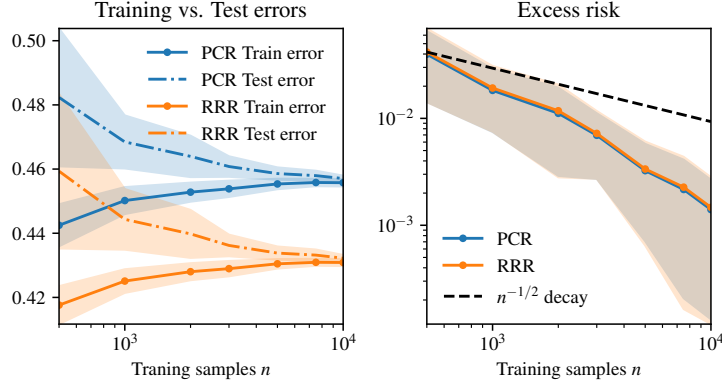 Training vs. Test errors
0.50
0.48
0.46
0.44
0.42
PCR Train error
PCR Test error
RRR Train error
RRR Test error
10³
10⁴
Traning samples n
Excess risk
10⁻²
10⁻³
PCR
RRR
n⁻¹/² decay
10³
10⁴
Traning samples n